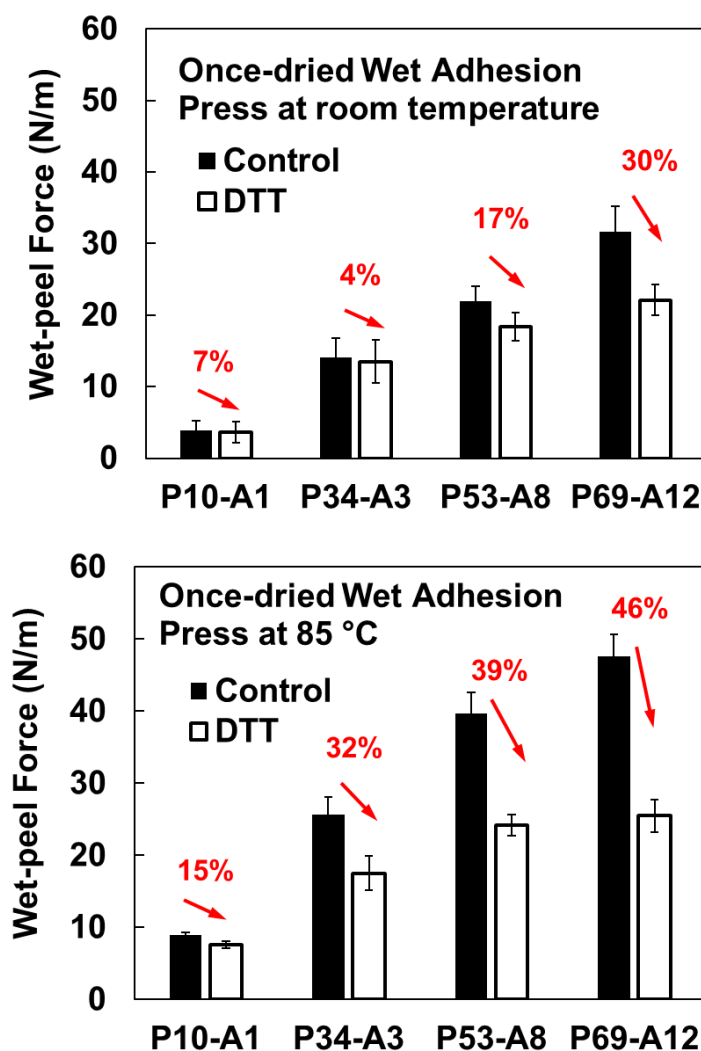 60
Once-dried Wet Adhesion
Press at room temperature
50
Control
DTT
40
30
20
10
0
Wet-peel Force (N/m)
7%
4%
17%
30%
P10-A1
P34-A3
P53-A8
P69-A12
60
Once-dried Wet Adhesion
Press at 85 °C
50
Control
DTT
40
30
20
10
0
Wet-peel Force (N/m)
15%
32%
39%
46%
P10-A1
P34-A3
P53-A8
P69-A12